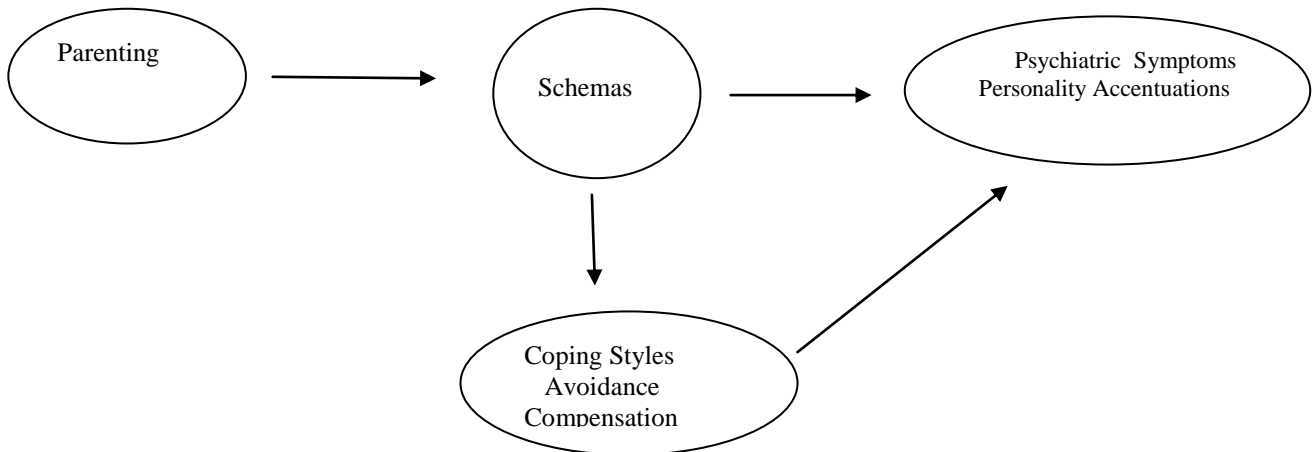 Parenting
Schemas
Psychiatric Symptoms
Personality Accentuations
Coping Styles
Avoidance
Compensation